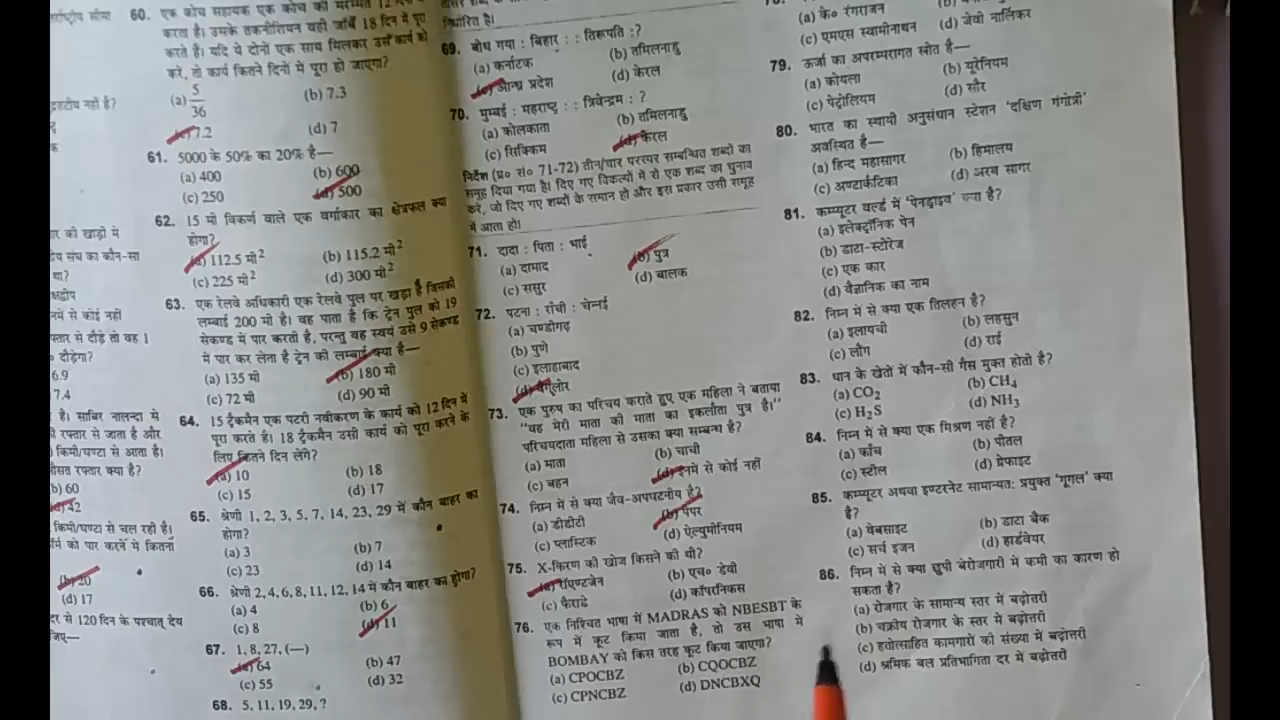 60. एक कोच सहायक एक कोच की मरम्मत 12 दिन
करता है। उसके तकनीशियन वही जॉब 18 दिन में पूरा
करते हैं। यदि ये दोनों एक साथ मिलकर उस कार्य को
करे, तो कार्य कितने दिनों में पूरा हो जाएगा?
(a) 5/36 (b) 7.3
(c) 7.2 (d) 7
61. 5000 के 50% का 20% है—
(a) 400 (b) 600
(c) 250 (d) 500
62. 15 मी विकर्ण वाले एक वर्गाकार का क्षेत्रफल क्या
होगा?
(a) 112.5 मी² (b) 115.2 मी²
(c) 225 मी² (d) 300 मी²
63. एक रेलवे अधिकारी एक रेलवे पुल पर खड़ा है जिसकी
लम्बाई 200 मी है। वह पाता है कि ट्रेन पुल को 19
सेकण्ड में पार करती है, परन्तु वह स्वयं उसे 9 सेकण्ड
में पार कर लेता है ट्रेन की लम्बाई क्या है—
(a) 135 मी (b) 180 मी
(c) 72 मी (d) 90 मी
64. 15 ट्रैकमैन एक पटरी नवीकरण के कार्य को 12 दिन में
पूरा करते है। 18 ट्रैकमैन उसी कार्य को पूरा करने के
लिए कितने दिन लेंगे?
(a) 10 (b) 18
(c) 15 (d) 17
65. श्रेणी 1, 2, 3, 5, 7, 14, 23, 29 में कौन बाहर का
होगा?
(a) 3 (b) 7
(c) 23 (d) 14
66. श्रेणी 2, 4, 6, 8, 11, 12, 14 में कौन बाहर का होगा?
(a) 4 (b) 6
(c) 8 (d) 11
67. 1, 8, 27, (—)
(a) 64 (b) 47
(c) 55 (d) 32
68. 5, 11, 19, 29, ?
निर्धारित है।
69. बोध गया : बिहार : : तिरूपति : ?
(a) कर्नाटक (b) तमिलनाडु
(c) आन्ध्र प्रदेश (d) केरल
70. मुम्बई : महराष्ट्र : : त्रिवेन्द्रम : ?
(a) कोलकाता (b) तमिलनाडु
(c) सिक्किम (d) केरल
निर्देश (प्र० सं० 71-72) तीन/चार परस्पर सम्बन्धित शब्दों का
समूह दिया गया है। दिए गए विकल्पों में से एक शब्द का चुनाव
करे, जो दिए गए शब्दों के समान हो और इस प्रकार उसी समूह
में आता हो।
71. दादा : पिता : भाई
(a) दामाद (b) पुत्र
(c) ससुर (d) बालक
72. पटना : राँची : चेन्नई
(a) चण्डीगढ़
(b) पुणे
(c) इलाहाबाद
(d) बैंगुलोर
73. एक पुरुष का परिचय कराते हुए एक महिला ने बताया
"वह मेरी माता की माता का इकलौता पुत्र है।"
परिचयदाता महिला से उसका क्या सम्बन्ध है?
(a) माता (b) चाची
(c) बहन (d) इनमें से कोई नहीं
74. निम्न में से क्या जैव-अपघटनीय है?
(a) डीडीटी (b) पेपर
(c) प्लास्टिक (d) ऐल्युमीनियम
75. X-किरण की खोज किसने की थी?
(a) रॉएण्टजेन (b) एच० डेवी
(c) फैराडे (d) कॉपरनिकस
76. एक निश्चित भाषा में MADRAS को NBESBT के
रूप में कूट किया जाता है, तो उस भाषा में
BOMBAY को किस तरह कूट किया जाएगा?
(a) CPOCBZ (b) CQOCBZ
(c) CPNCBZ (d) DNCBXQ
(a) के० रंगराजन
(c) एमएस स्वामीनाथन (d) जेवी नार्लिकर
79. ऊर्जा का अपरम्परागत स्रोत है—
(a) कोयला (b) यूरेनियम
(c) पेट्रोलियम (d) सौर
80. भारत का स्थायी अनुसंधान स्टेशन 'दक्षिण गंगोत्री'
अवस्थित है—
(a) हिन्द महासागर (b) हिमालय
(c) अण्टार्कटिका (d) अरब सागर
81. कम्प्यूटर वर्ल्ड में 'पेनड्राइव' क्या है?
(a) इलेक्ट्रॉनिक पेन
(b) डाटा-स्टोरेज
(c) एक कार
(d) वैज्ञानिक का नाम
82. निम्न में से क्या एक तिलहन है?
(a) इलायची (b) लहसुन
(c) लौंग (d) राई
83. धान के खेतों में कौन-सी गैस मुक्त होती है?
(a) CO₂ (b) CH₄
(c) H₂S (d) NH₃
84. निम्न में से क्या एक मिश्रण नहीं है?
(a) काँच (b) पीतल
(c) स्टील (d) ग्रेफाइट
85. कम्प्यूटर अथवा इण्टरनेट सामान्यत: प्रयुक्त 'गूगल' क्या
है?
(a) वेबसाइट (b) डाटा बैंक
(c) सर्च इजन (d) हार्डवेयर
86. निम्न में से क्या छुपी बेरोजगारी में कमी का कारण हो
सकता है?
(a) रोजगार के सामान्य स्तर में बढ़ोत्तरी
(b) चक्रीय रोजगार के स्तर में बढ़ोत्तरी
(c) हतोत्साहित कामगारों की संख्या में बढ़ोत्तरी
(d) श्रमिक बल प्रतिभागिता दर में बढ़ोत्तरी